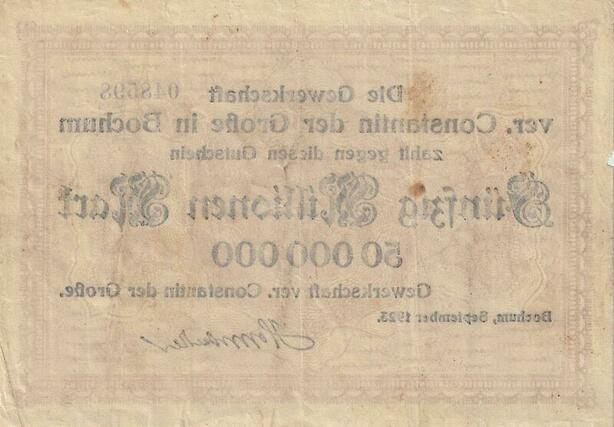 Die Gewerkschaft 048598
ver. Constantin der Große in Bochum
zahlt gegen diesen Gutschein
Fünfzig Millionen Mark
50 000 000
Gewerkschaft ver. Constantin der Große.
Bochum, September 1923.